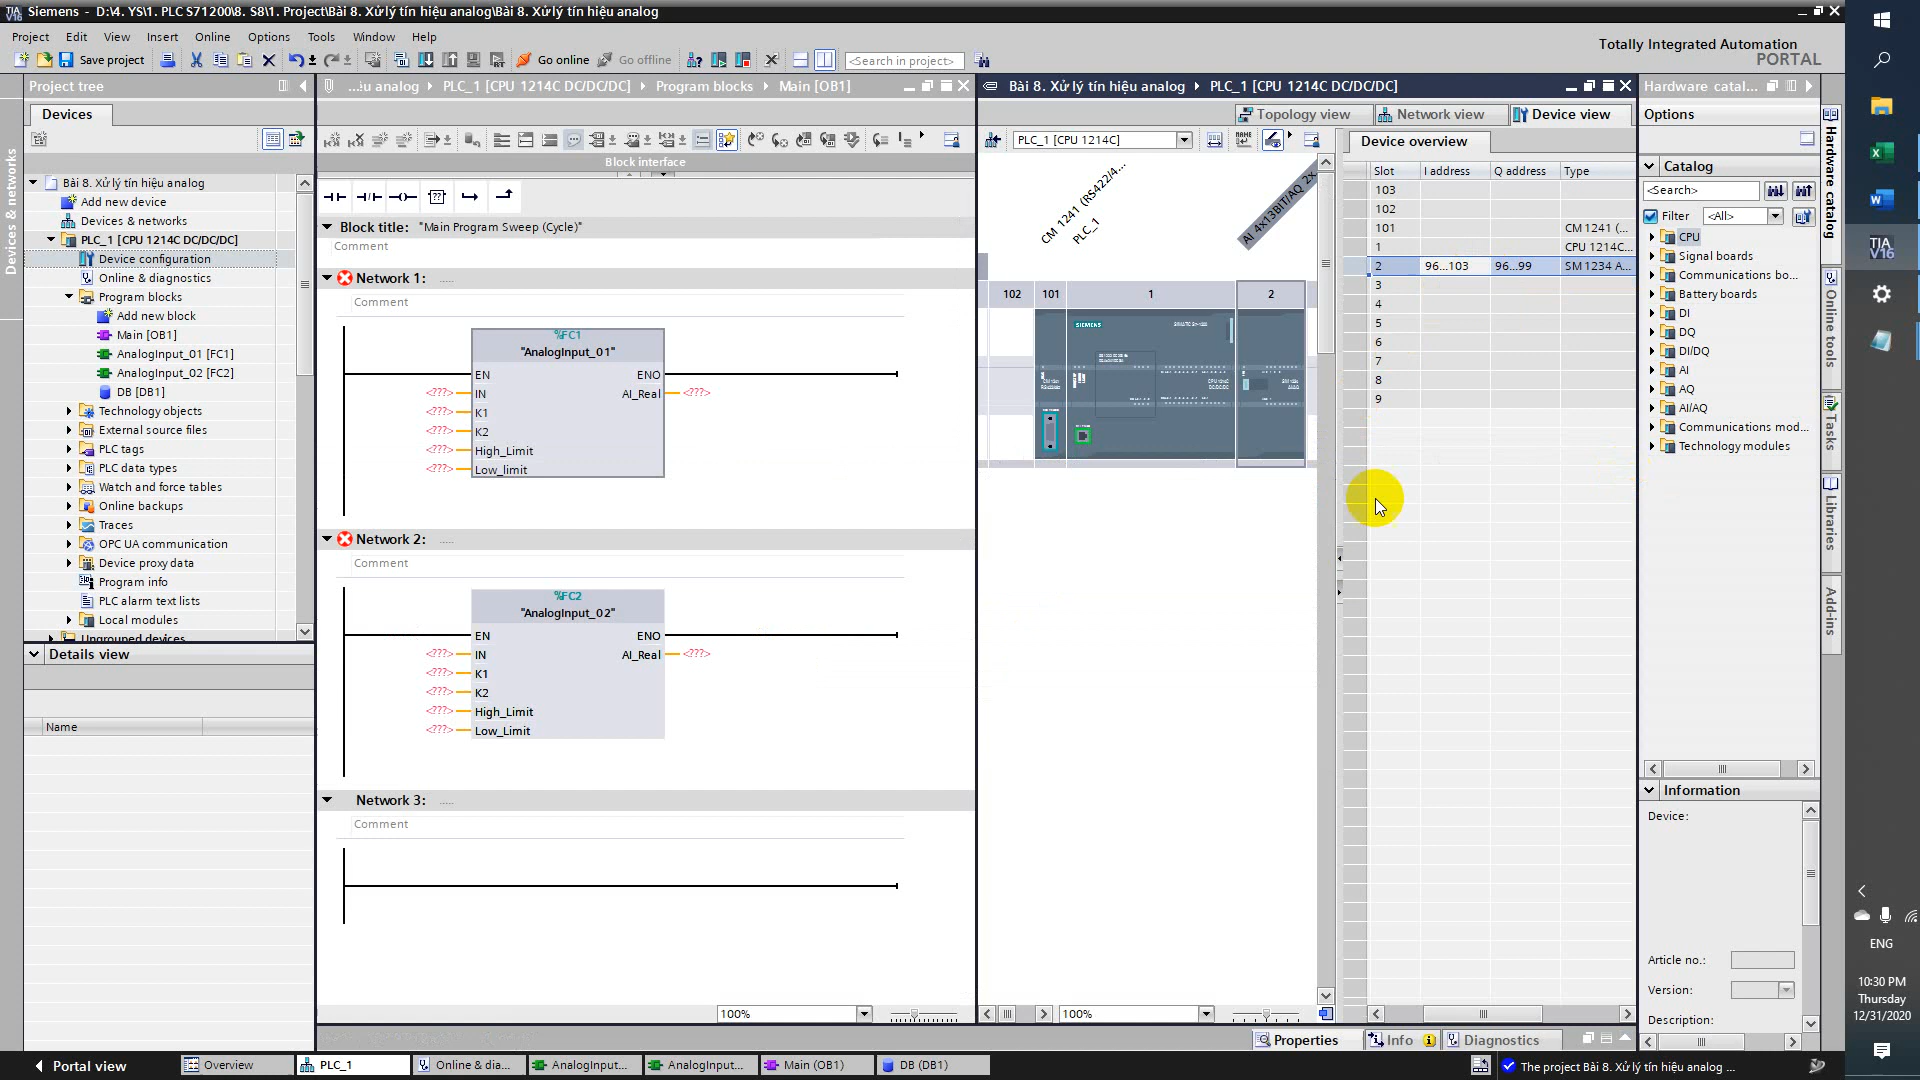 Siemens - D:\4. YS\1. PLC S71200\8. S8\1. Project\Bài 8. Xử lý tín hiệu analog\Bài 8. Xử lý tín hiệu analog
Project Edit View Insert Online Options Tools Window Help
Totally Integrated Automation
PORTAL
Save project
Go online
Go offline
<Search in project>
Project tree
Devices
Devices & networks
Bài 8. Xử lý tín hiệu analog
Add new device
Devices & networks
PLC_1 [CPU 1214C DC/DC/DC]
Device configuration
Online & diagnostics
Program blocks
Add new block
Main [OB1]
AnalogInput_01 [FC1]
AnalogInput_02 [FC2]
DB [DB1]
Technology objects
External source files
PLC tags
PLC data types
Watch and force tables
Online backups
Traces
OPC UA communication
Device proxy data
Program info
PLC alarm text lists
Local modules
Ungrouped devices
Details view
Name
...iu analog PLC_1 [CPU 1214C DC/DC/DC] Program blocks Main [OB1]
Block interface
Block title: "Main Program Sweep (Cycle)"
Comment
Network 1: .....
Comment
%FC1
"AnalogInput_01"
EN ENO
<???> IN AI_Real <???>
<???> K1
<???> K2
<???> High_Limit
<???> Low_limit
Network 2: .....
Comment
%FC2
"AnalogInput_02"
EN ENO
<???> IN AI_Real <???>
<???> K1
<???> K2
<???> High_Limit
<???> Low_Limit
Network 3: .....
Comment
100%
Bài 8. Xử lý tín hiệu analog PLC_1 [CPU 1214C DC/DC/DC]
Topology view Network view Device view
PLC_1 [CPU 1214C]
CM 1241 (RS422/4...
PLC_1
AI 4x13BIT/AQ 2x...
102 101 1 2
SIEMENS
100%
Device overview
Slot I address Q address Type
103
102
101 CM 1241 (...
1 CPU 1214C...
2 96...103 96...99 SM 1234 A...
3
4
5
6
7
8
9
Properties Info Diagnostics
Hardware catal...
Options
Catalog
<Search>
Filter <All>
CPU
Signal boards
Communications bo...
Battery boards
DI
DQ
DI/DQ
AI
AQ
AI/AQ
Communications mod...
Technology modules
Information
Device:
Article no.:
Version:
Description:
Hardware catalog
Online tools
Tasks
Libraries
Add-ins
TIA
V16
ENG
10:30 PM
Thursday
12/31/2020
Portal view
Overview
PLC_1
Online & dia...
AnalogInput...
AnalogInput...
Main (OB1)
DB (DB1)
The project Bài 8. Xử lý tín hiệu analog ...